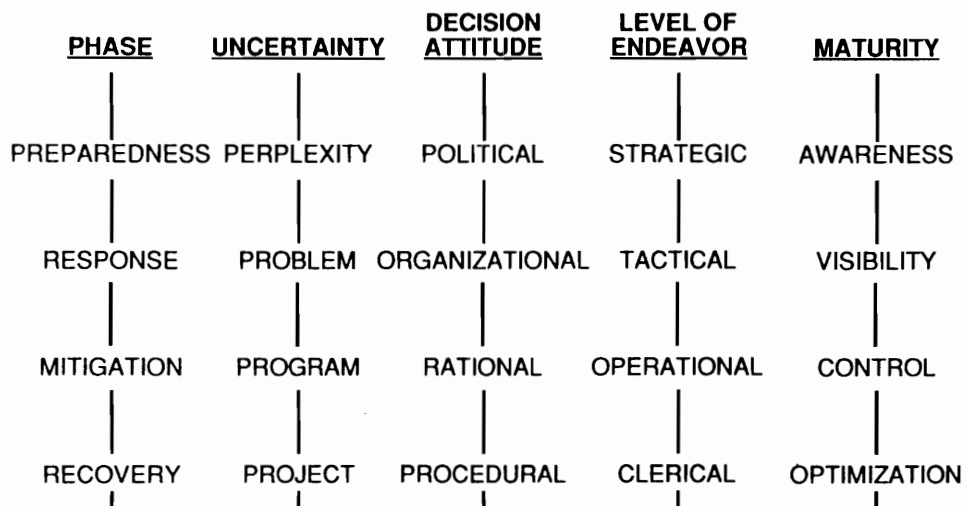 PHASE UNCERTAINTY DECISION ATTITUDE LEVEL OF ENDEAVOR MATURITY
PREPAREDNESS PERPLEXITY POLITICAL STRATEGIC AWARENESS
RESPONSE PROBLEM ORGANIZATIONAL TACTICAL VISIBILITY
MITIGATION PROGRAM RATIONAL OPERATIONAL CONTROL
RECOVERY PROJECT PROCEDURAL CLERICAL OPTIMIZATION